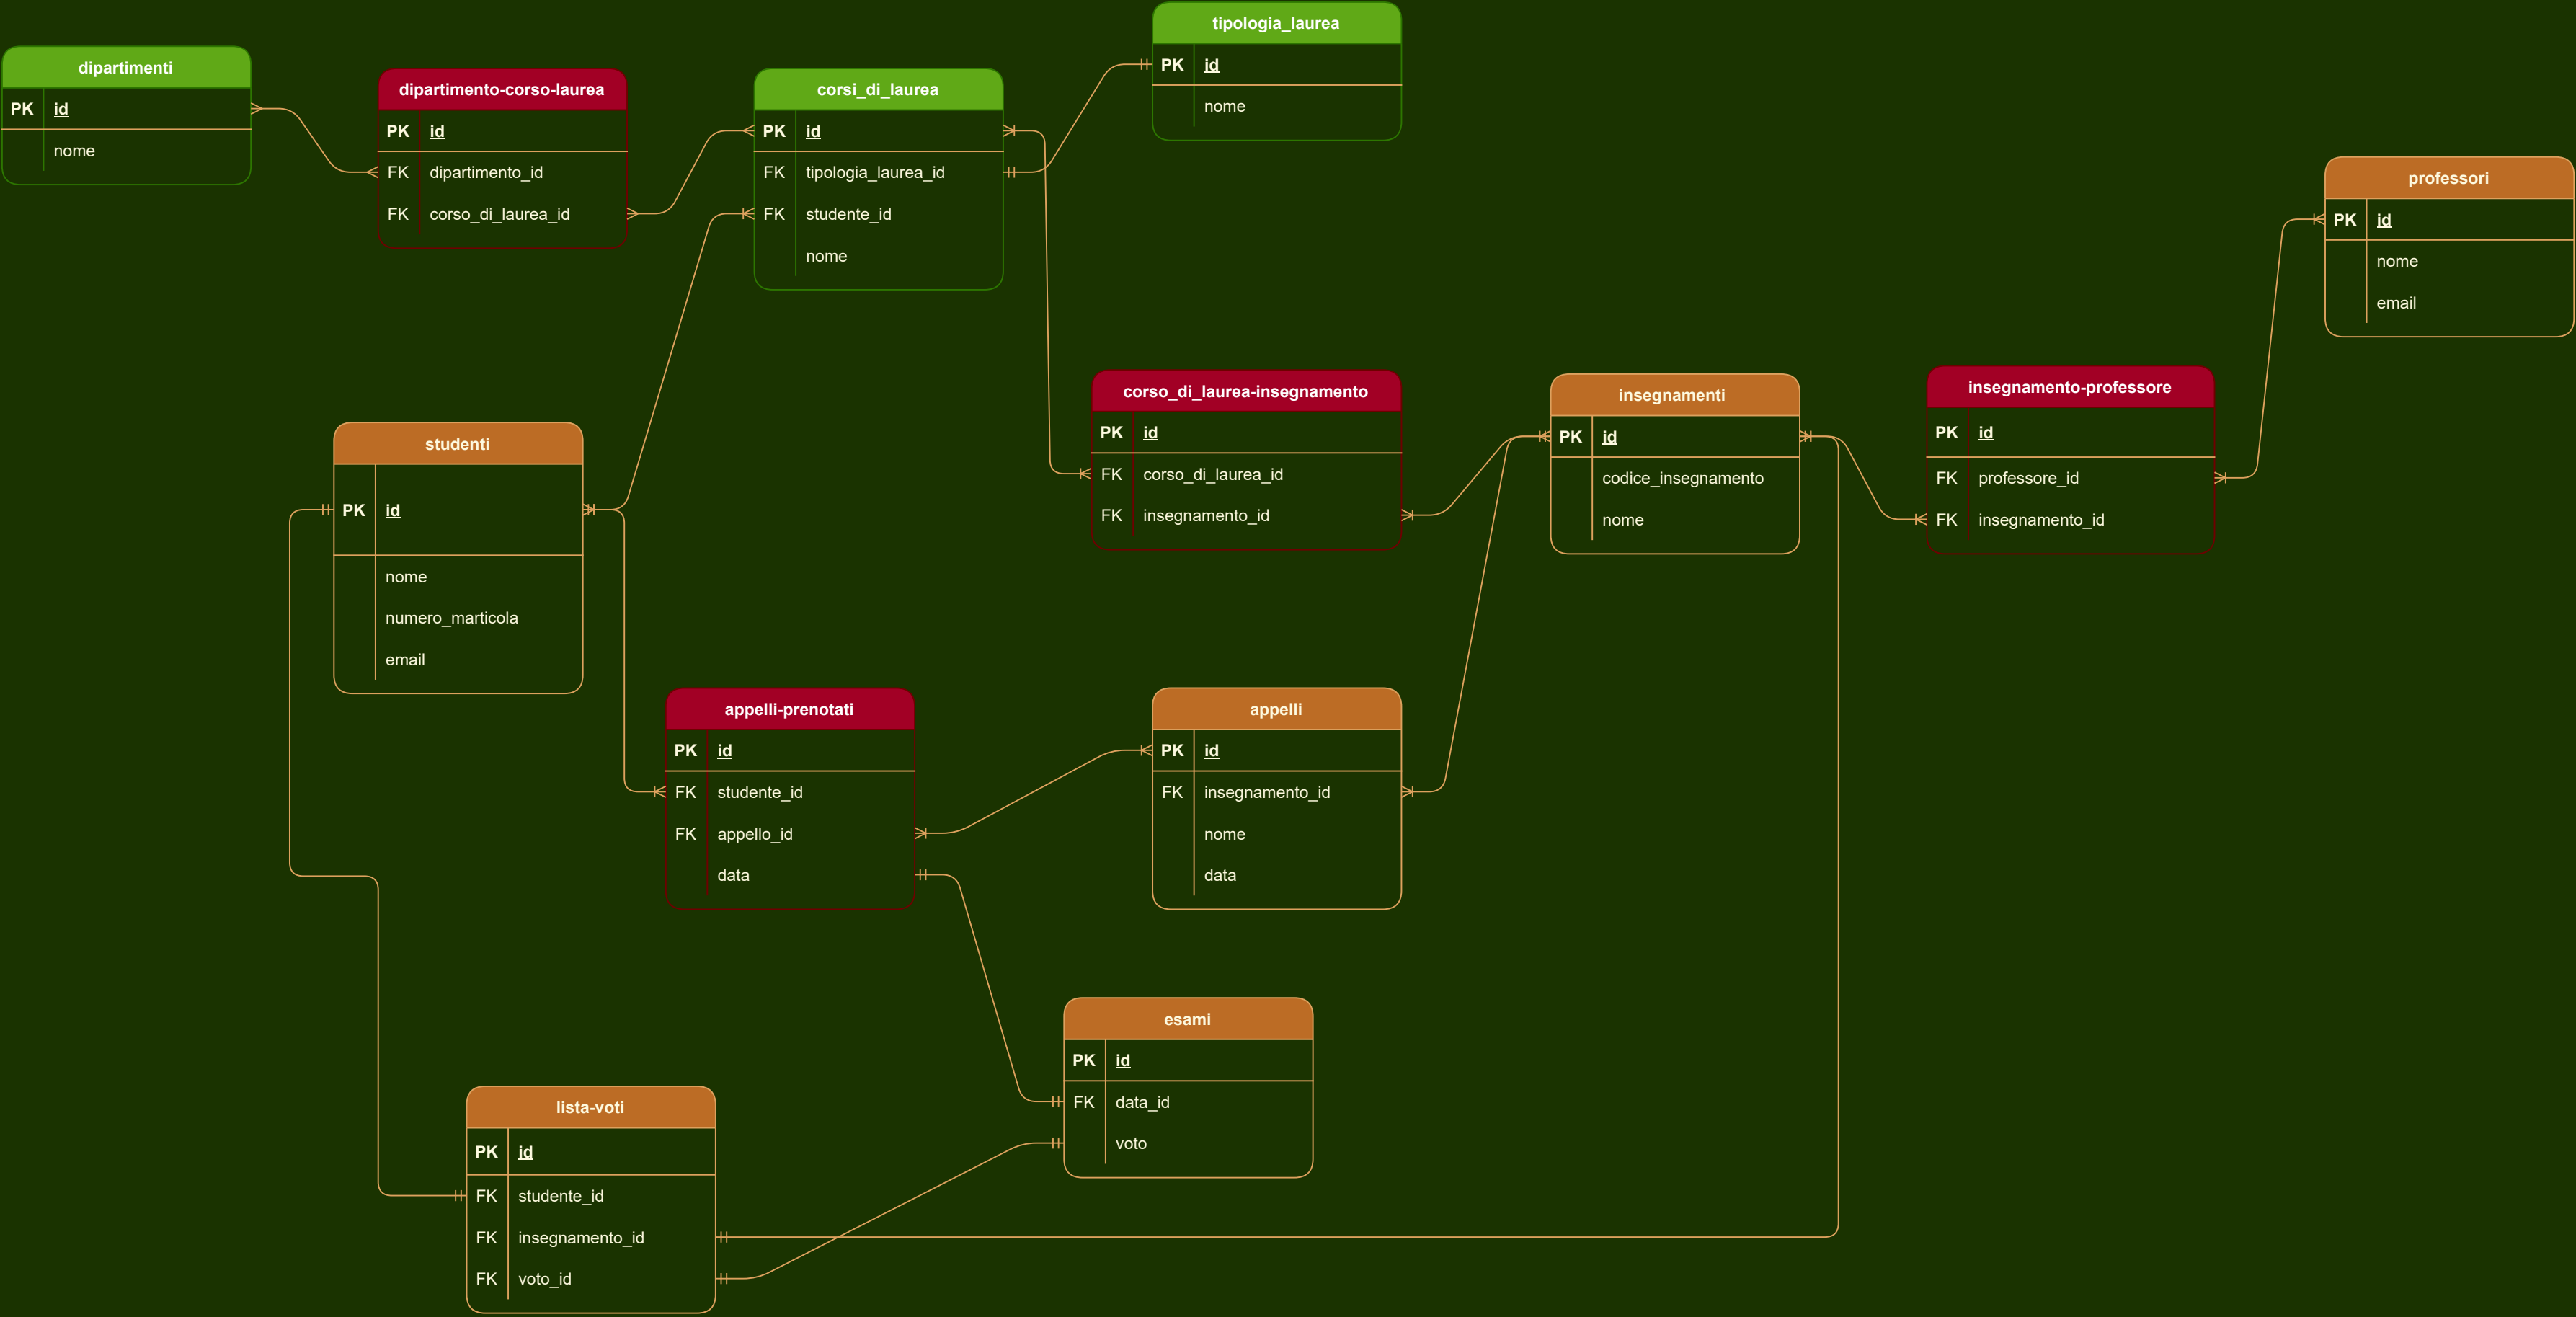 tipologia_laurea
PK id
nome
dipartimenti
PK id
nome
dipartimento-corso-laurea
PK id
FK dipartimento_id
FK corso_di_laurea_id
corsi_di_laurea
PK id
FK tipologia_laurea_id
FK studente_id
nome
professori
PK id
nome
email
corso_di_laurea-insegnamento
PK id
FK corso_di_laurea_id
FK insegnamento_id
insegnamenti
PK id
codice_insegnamento
nome
insegnamento-professore
PK id
FK professore_id
FK insegnamento_id
studenti
PK id
nome
numero_marticola
email
appelli-prenotati
PK id
FK studente_id
FK appello_id
data
appelli
PK id
FK insegnamento_id
nome
data
esami
PK id
FK data_id
voto
lista-voti
PK id
FK studente_id
FK insegnamento_id
FK voto_id